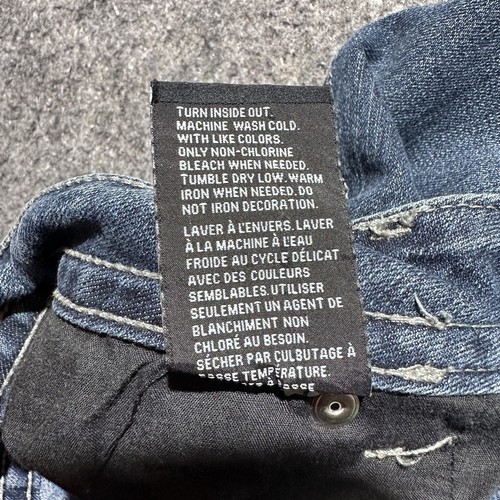 TURN INSIDE OUT.
MACHINE WASH COLD.
WITH LIKE COLORS.
ONLY NON-CHLORINE
BLEACH WHEN NEEDED.
TUMBLE DRY LOW. WARM
IRON WHEN NEEDED. DO
NOT IRON DECORATION.
LAVER À L'ENVERS. LAVER
À LA MACHINE À L'EAU
FROIDE AU CYCLE DÉLICAT
AVEC DES COULEURS
SEMBLABLES. UTILISER
SEULEMENT UN AGENT DE
BLANCHIMENT NON
CHLORÉ AU BESOIN.
SÉCHER PAR CULBUTAGE À
BASSE TEMPÉRATURE.